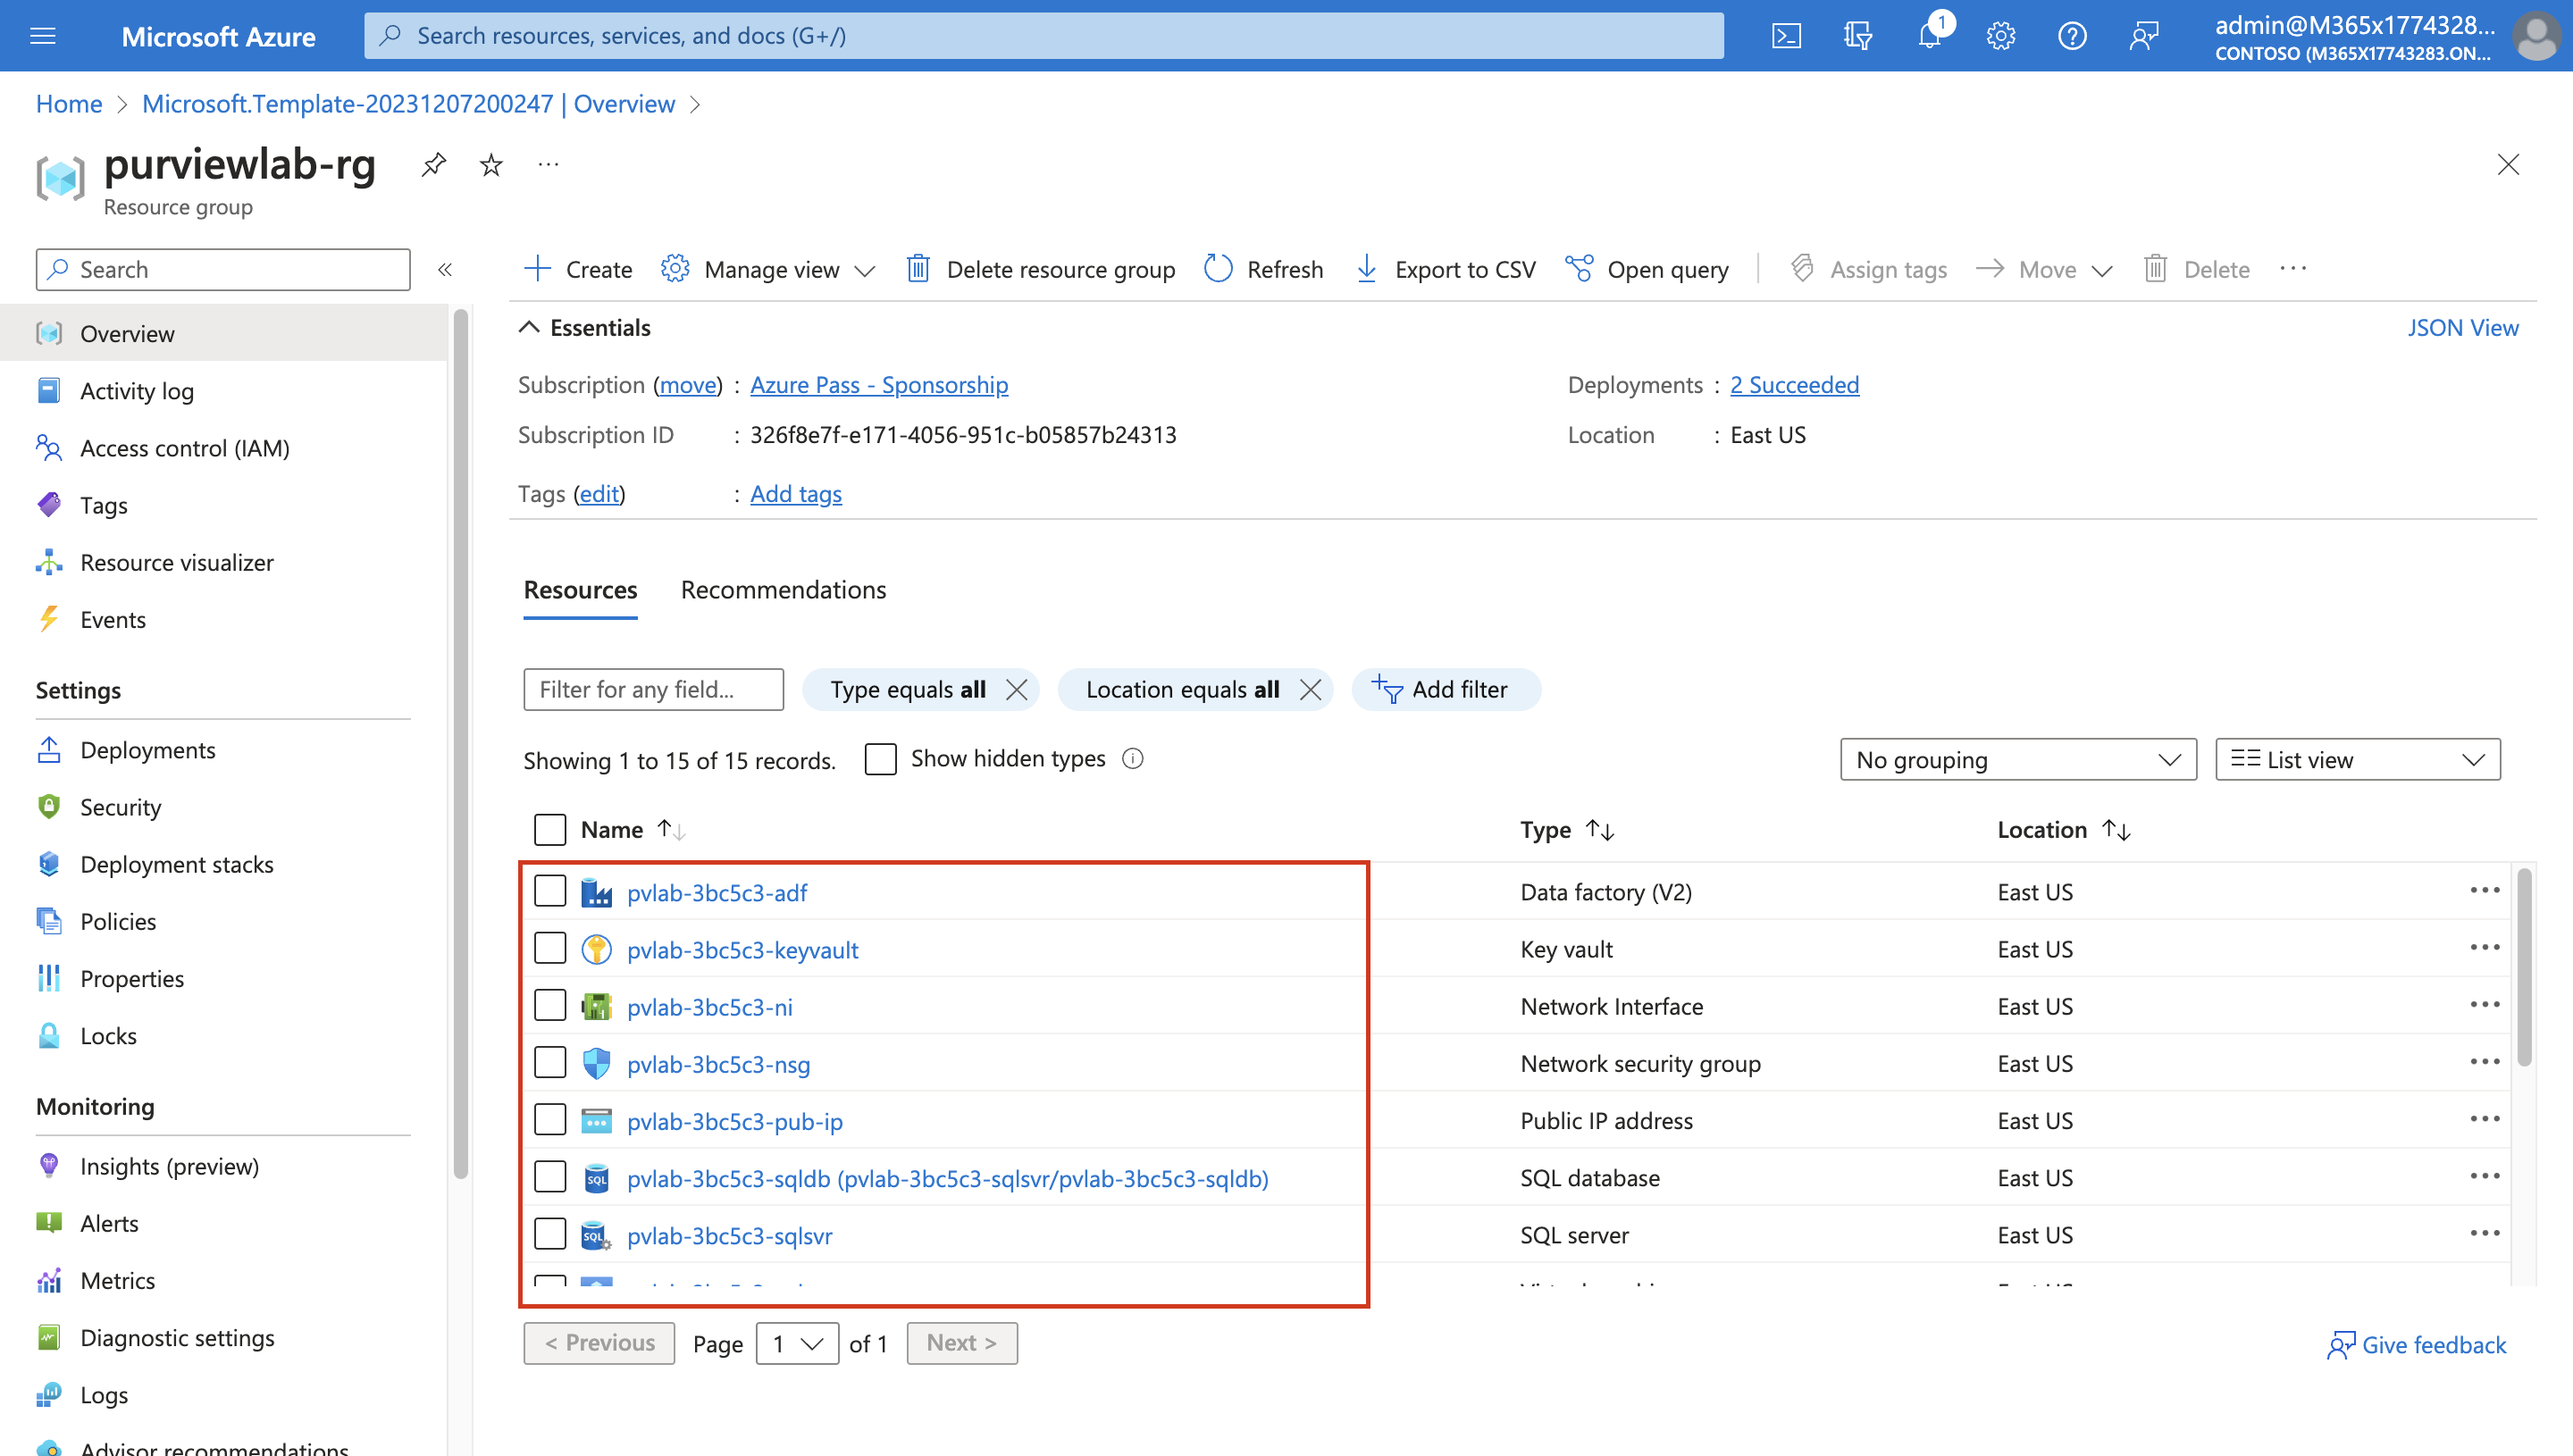 Microsoft Azure
Search resources, services, and docs (G+/)
1
admin@M365x1774328...
CONTOSO (M365X17743283.ON...
Home > Microsoft.Template-20231207200247 | Overview >
purviewlab-rg
Resource group
Search
«
Create
Manage view
Delete resource group
Refresh
Export to CSV
Open query
Assign tags
Move
Delete
Overview
Activity log
Access control (IAM)
Tags
Resource visualizer
Events
Settings
Deployments
Security
Deployment stacks
Policies
Properties
Locks
Monitoring
Insights (preview)
Alerts
Metrics
Diagnostic settings
Logs
Advisor recommendations
Essentials
JSON View
Subscription (move) : Azure Pass - Sponsorship
Deployments : 2 Succeeded
Subscription ID : 326f8e7f-e171-4056-951c-b05857b24313
Location : East US
Tags (edit) : Add tags
Resources
Recommendations
Filter for any field...
Type equals all
Location equals all
Add filter
Showing 1 to 15 of 15 records.
Show hidden types
No grouping
List view
Name Type Location
pvlab-3bc5c3-adf Data factory (V2) East US
pvlab-3bc5c3-keyvault Key vault East US
pvlab-3bc5c3-ni Network Interface East US
pvlab-3bc5c3-nsg Network security group East US
pvlab-3bc5c3-pub-ip Public IP address East US
pvlab-3bc5c3-sqldb (pvlab-3bc5c3-sqlsvr/pvlab-3bc5c3-sqldb) SQL database East US
pvlab-3bc5c3-sqlsvr SQL server East US
< Previous Page 1 of 1 Next >
Give feedback